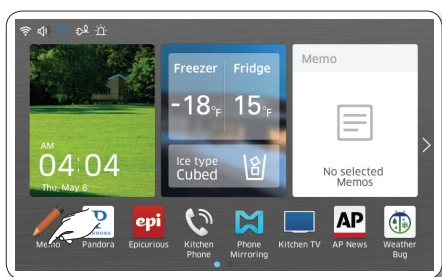 Freezer Fridge
-18°F 15°F
Ice type
Cubed
AM
04:04
Thu, May 8
Memo
No selected
Memos
P
PANDORA
epi
AP
Memo
Pandora
Epicurious
Kitchen
Phone
Phone
Mirroring
Kitchen TV
AP News
Weather
Bug